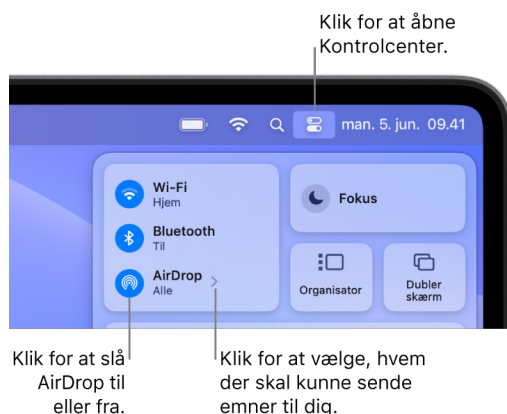 Klik for at åbne
Kontrolcenter.
man. 5. jun. 09.41
Wi-Fi
Hjem
Fokus
Bluetooth
Til
AirDrop
Alle
Organisator
Dubler
skærm
Klik for at slå
AirDrop til
eller fra.
Klik for at vælge, hvem
der skal kunne sende
emner til dig.